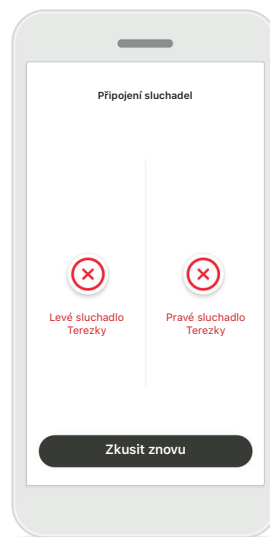 Připojení sluchadel
Levé sluchadlo
Terezky
Pravé sluchadlo
Terezky
Zkusit znovu